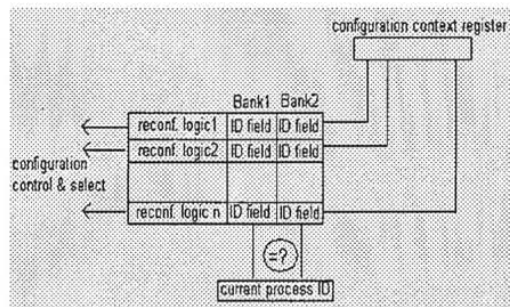 configuration context register
Bank1 Bank2
reconf. logic1 ID field ID field
reconf. logic2 ID field ID field
configuration
control & select
reconf. logic n ID field ID field
=?
current process ID